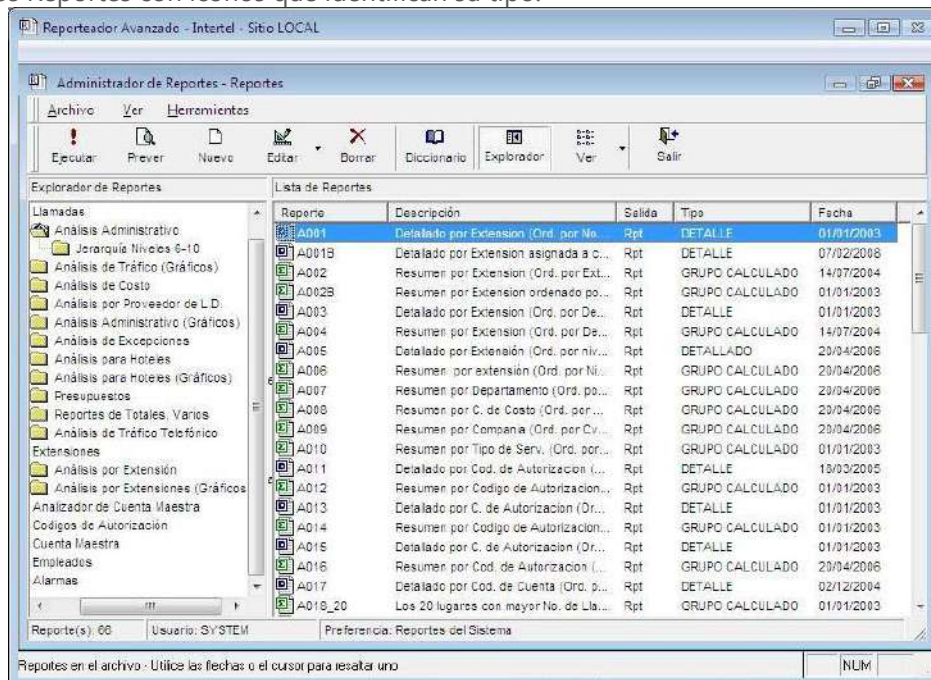 es Reportes con iconos que identifican su tipo.
Reporteador Avanzado - Intertel - Sitio LOCAL
Administrador de Reportes - Reportes
Archivo Ver Herramientas
Ejecutar Prever Nuevo Editar Borrar Diccionario Explorador Ver Salir
Explorador de Reportes Lista de Reportes
Llamadas Reporte Descripción Salida Tipo Fecha
Análisis Administrativo A001 Detallado por Extension (Ord. por No... Rpt DETALLE 01/01/2003
Jerarquía Niveles 6-10 A001B Detallado por Extension asignada a c... Rpt DETALLE 07/02/2008
Análisis de Tráfico (Gráficos) A002 Resumen por Extension (Ord. por Ext... Rpt GRUPO CALCULADO 14/07/2004
Análisis de Costo A002B Resumen por Extension ordenado po... Rpt GRUPO CALCULADO 01/01/2003
Análisis por Proveedor de L.D. A003 Detallado por Extension (Ord. por De... Rpt DETALLE 01/01/2003
Análisis Administrativo (Gráficos) A004 Resumen por Extension (Ord. por De... Rpt GRUPO CALCULADO 14/07/2004
Análisis de Excepciones A005 Detallado por Extensión (Ord. por niv... Rpt DETALLADO 20/04/2006
Análisis para Hoteles A006 Resumen por extensión (Ord. por Ni... Rpt GRUPO CALCULADO 20/04/2006
Análisis para Hoteles (Gráficos) A007 Resumen por Departamento (Ord. po... Rpt GRUPO CALCULADO 20/04/2006
Presupuestos A008 Resumen por C. de Costo (Ord. por ... Rpt GRUPO CALCULADO 20/04/2006
Reportes de Totales, Varios A009 Resumen por Compania (Ord. por Cv... Rpt GRUPO CALCULADO 20/04/2006
Análisis de Tráfico Telefónico A010 Resumen por Tipo de Serv. (Ord. por... Rpt GRUPO CALCULADO 01/01/2003
Extensiones A011 Detallado por Cod. de Autorizacion (... Rpt DETALLE 18/03/2005
Análisis por Extensión A012 Resumen por Codigo de Autorizacion... Rpt GRUPO CALCULADO 01/01/2003
Análisis por Extensiones (Gráficos A013 Detallado por C. de Autorizacion (Or... Rpt DETALLE 01/01/2003
Analizador de Cuenta Maestra A014 Resumen por Codigo de Autorizacion... Rpt GRUPO CALCULADO 01/01/2003
Codigos de Autorización A015 Detallado por C. de Autorizacion (Or... Rpt DETALLE 01/01/2003
Cuenta Maestra A016 Resumen por Cod. de Autorizacion (... Rpt GRUPO CALCULADO 20/04/2006
Empleados A017 Detallado por Cod. de Cuenta (Ord. p... Rpt DETALLE 02/12/2004
Alarmas A018_20 Los 20 lugares con mayor No. de Lla... Rpt GRUPO CALCULADO 01/01/2003
Reporte(s): 66 Usuario: SYSTEM Preferencia: Reportes del Sistema
Reportes en el archivo - Utilice las flechas o el cursor para resaltar uno NUM